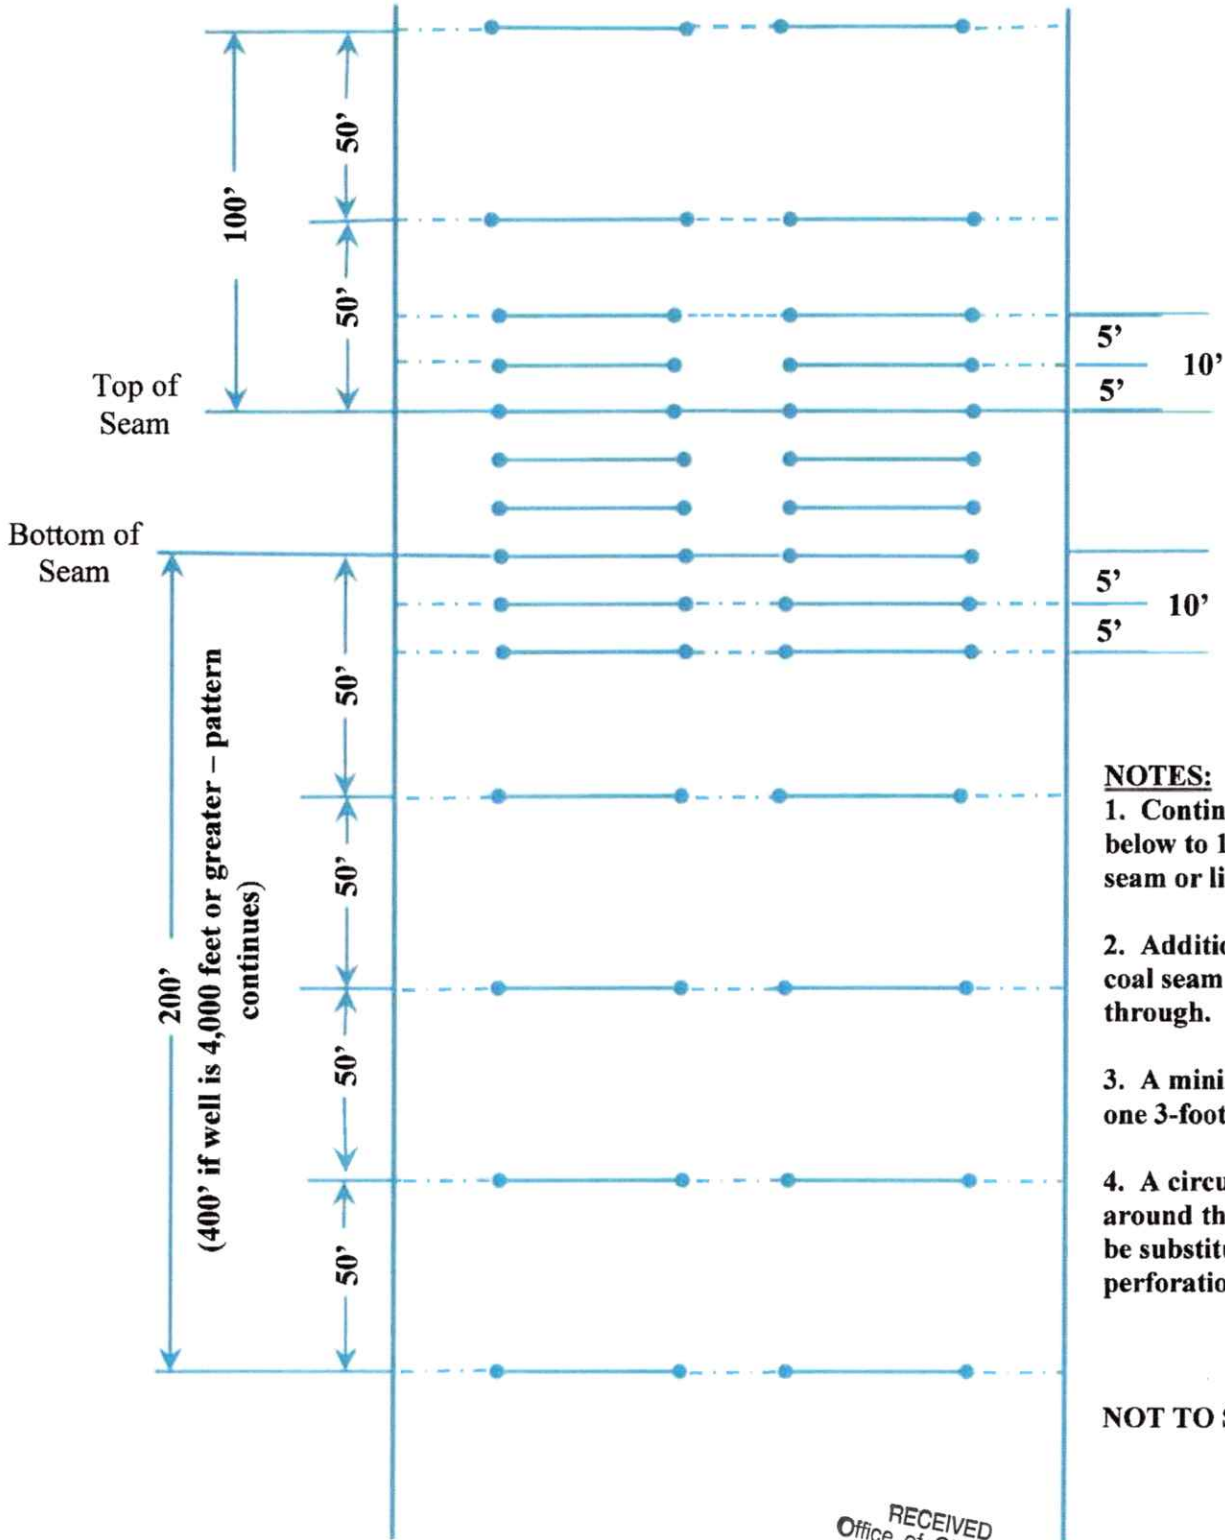 100’
50’
50’
Top of
Seam
5’
5’
10’
Bottom of
Seam
5’
5’
10’
200’
(400’ if well is 4,000 feet or greater – pattern
continues)
50’
50’
50’
50’
NOTES:
1. Contin
below to 1
seam or li
2. Additio
coal seam
through.
3. A mini
one 3-foot
4. A circu
around th
be substitu
perforatio
NOT TO
RECEIVED
Office of